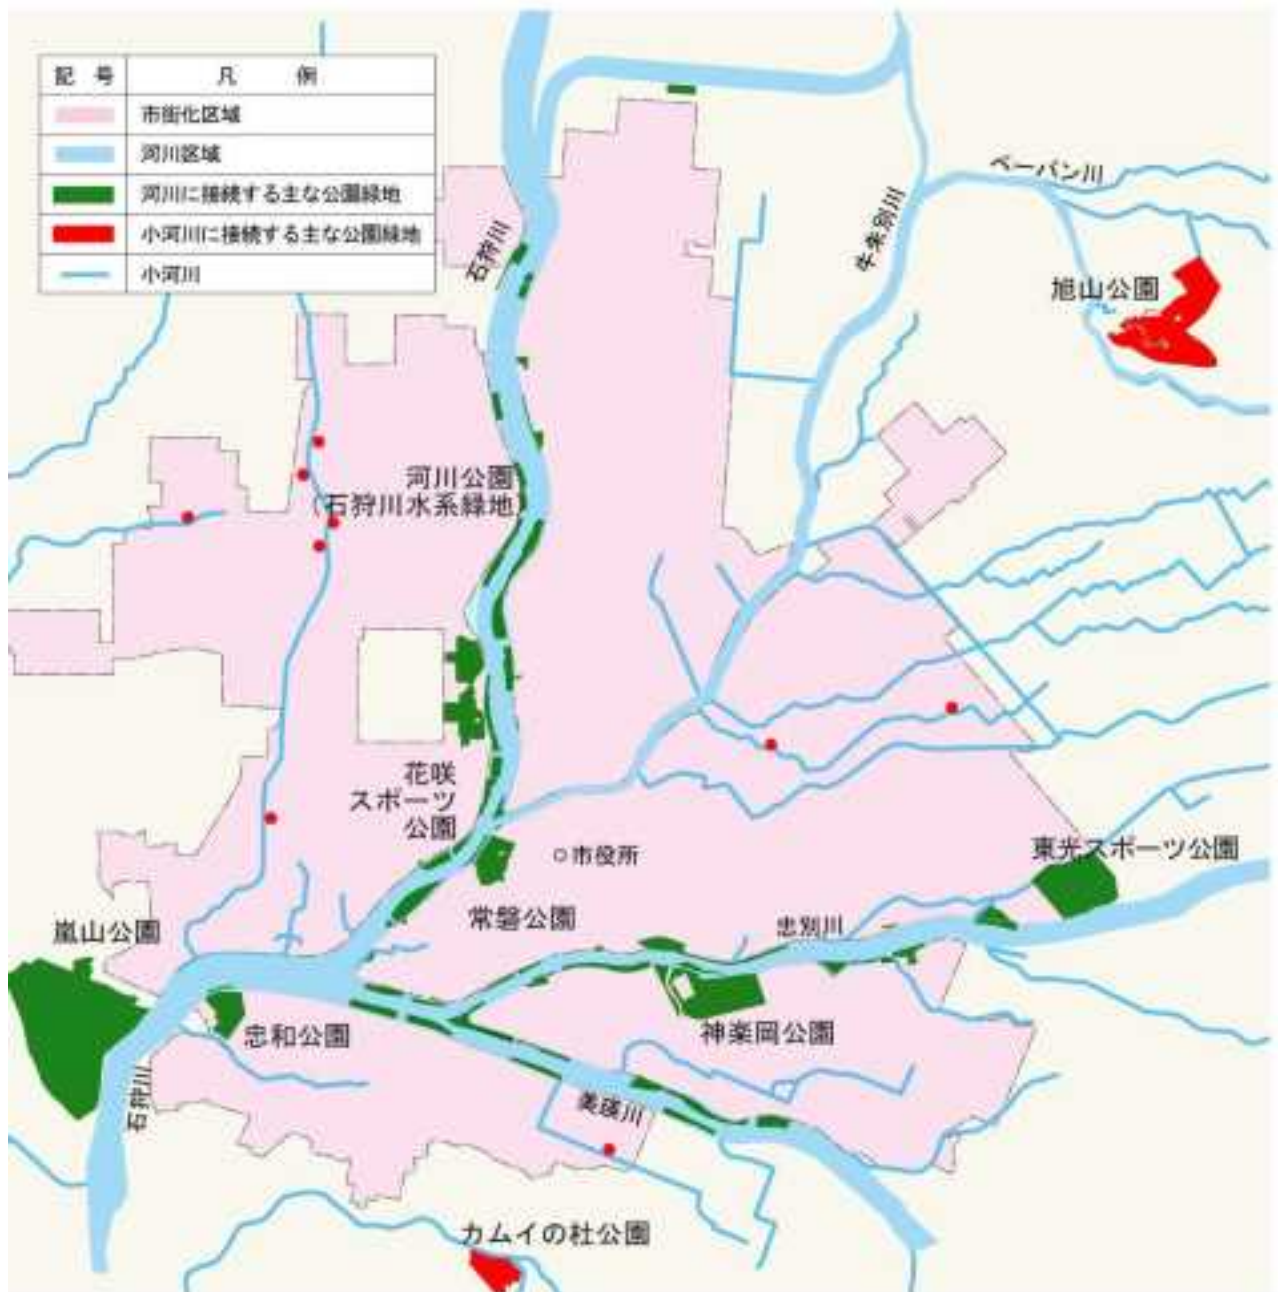 記 号 凡 例
市街化区域
河川区域
河川に接続する主な公園緑地
小河川に接続する主な公園緑地
小河川
石狩川
牛朱別川
ペーパン川
旭山公園
河川公園
(石狩川水系緑地)
花咲
スポーツ
公園
市役所
東光スポーツ公園
常磐公園
忠別川
嵐山公園
忠和公園
神楽岡公園
石狩川
美瑛川
カムイの杜公園